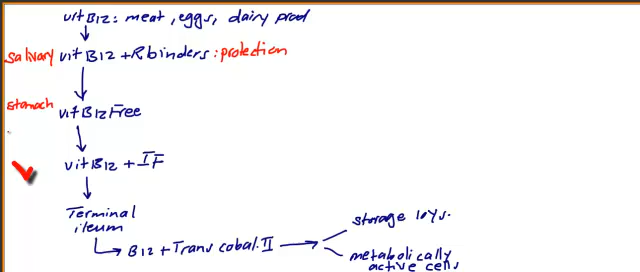 vit B12: meat, eggs, dairy prod
salivary vit B12 + R binders: protection
stomach vit B12 Free
vit B12 + IF
Terminal
ileum
B12 + Trans cobal. II
storage
metabolically
active cells